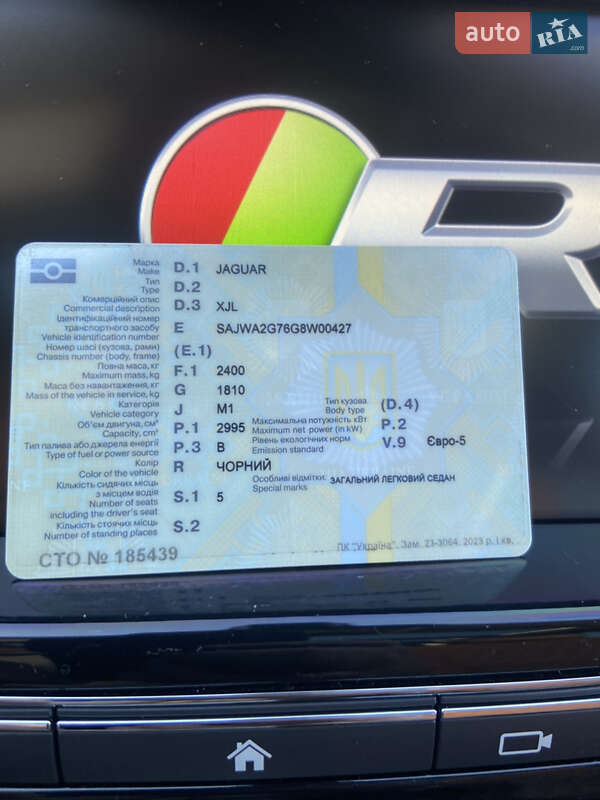 auto RIA .com
R
Марка
Make D.1 JAGUAR
Тип
Type D.2
Комерційний опис
Commercial description D.3 XJL
Ідентифікаційний номер
транспортного засобу
Vehicle identification number E SAJWA2G76G8W00427
Номер шасі (кузова, рами)
Chassis number (body, frame) (E.1)
Повна маса, кг
Maximum mass, kg F.1 2400
Маса без навантаження, кг
Mass of the vehicle in service, kg G 1810
Категорія
Vehicle category J M1
Тип кузова
Body type (D.4)
Об'єм двигуна, см³
Capacity, cm³ P.1 2995
Максимальна потужність кВт
Maximum net power (in kW) P.2
Тип палива або джерела енергії
Type of fuel or power source P.3 B
Рівень екологічних норм
Emission standard V.9 Євро-5
Колір
Color of the vehicle R ЧОРНИЙ
Особливі відмітки:
Special marks ЗАГАЛЬНИЙ ЛЕГКОВИЙ СЕДАН
Кількість сидячих місць
з місцем водія
Number of seats
including the driver's seat S.1 5
Кількість стоячих місць
Number of standing places S.2
СТО № 185439
ПК "Україна". Зам. 23-3064. 2023 р. I кв.